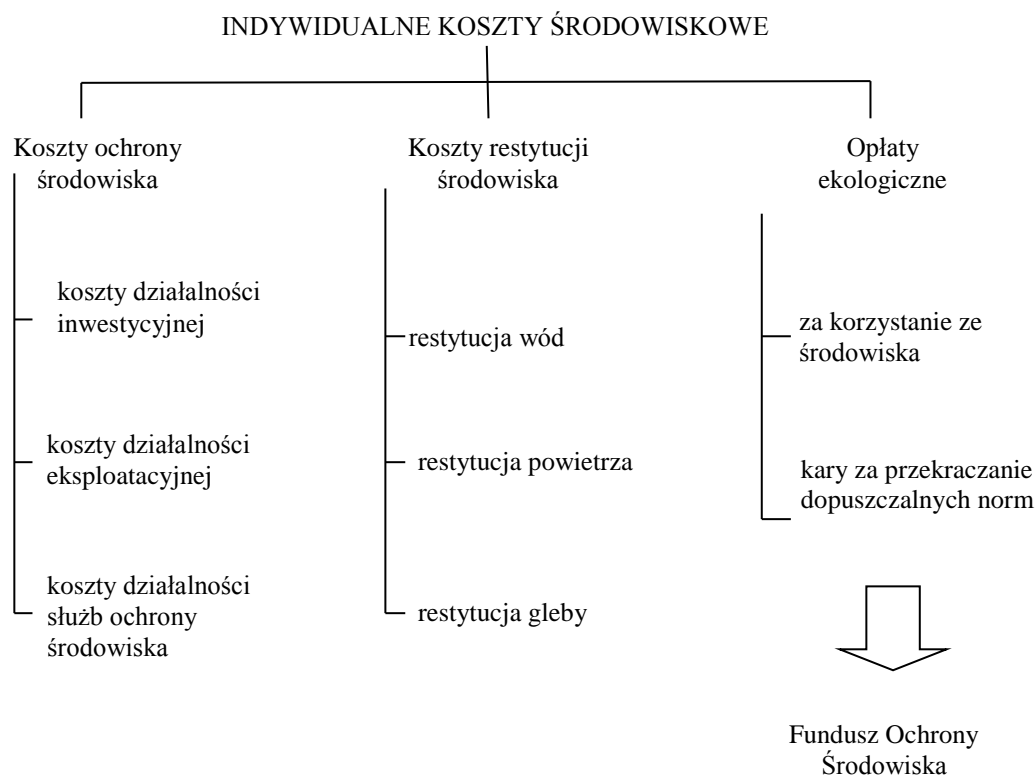 INDYWIDUALNE KOSZTY ŚRODOWISKOWE
Koszty ochrony
środowiska
koszty działalności
inwestycyjnej
koszty działalności
eksploatacyjnej
koszty działalności
służb ochrony
środowiska
Koszty restytucji
środowiska
restytucja wód
restytucja powietrza
restytucja gleby
Opłaty
ekologiczne
za korzystanie ze
środowiska
kary za przekraczanie
dopuszczalnych norm
Fundusz Ochrony
Środowiska